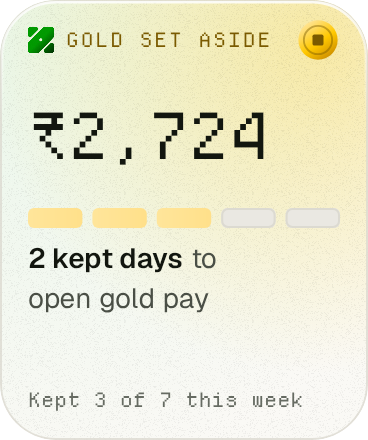 GOLD SET ASIDE
₹2,724
2 kept days to
open gold pay
Kept 3 of 7 this week